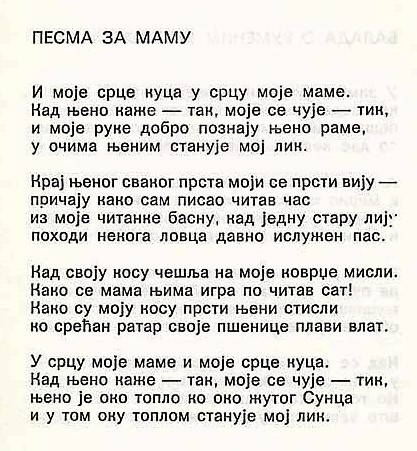 ПЕСМА ЗА МАМУ
И моје срце куца у срцу моје маме.
Кад њено каже — так, моје се чује — тик,
и моје руке добро познају њено раме,
у очима њеним станује мој лик.
Крај њеног сваког прста моји се прсти вију —
причају како сам писао читав час
из моје читанке басну, кад једну стару лију
походи некога ловца давно ислужен пас.
Кад своју косу чешља на моје коврџе мисли.
Како се мама њима игра по читав сат!
Како су моју косу прсти њени стисли
ко срећан ратар своје пшенице плави влат.
У срцу моје маме и моје срце куца.
Кад њено каже — так, моје се чује — тик,
њено је око топло ко око жутог Сунца
и у том оку топлом станује мој лик.